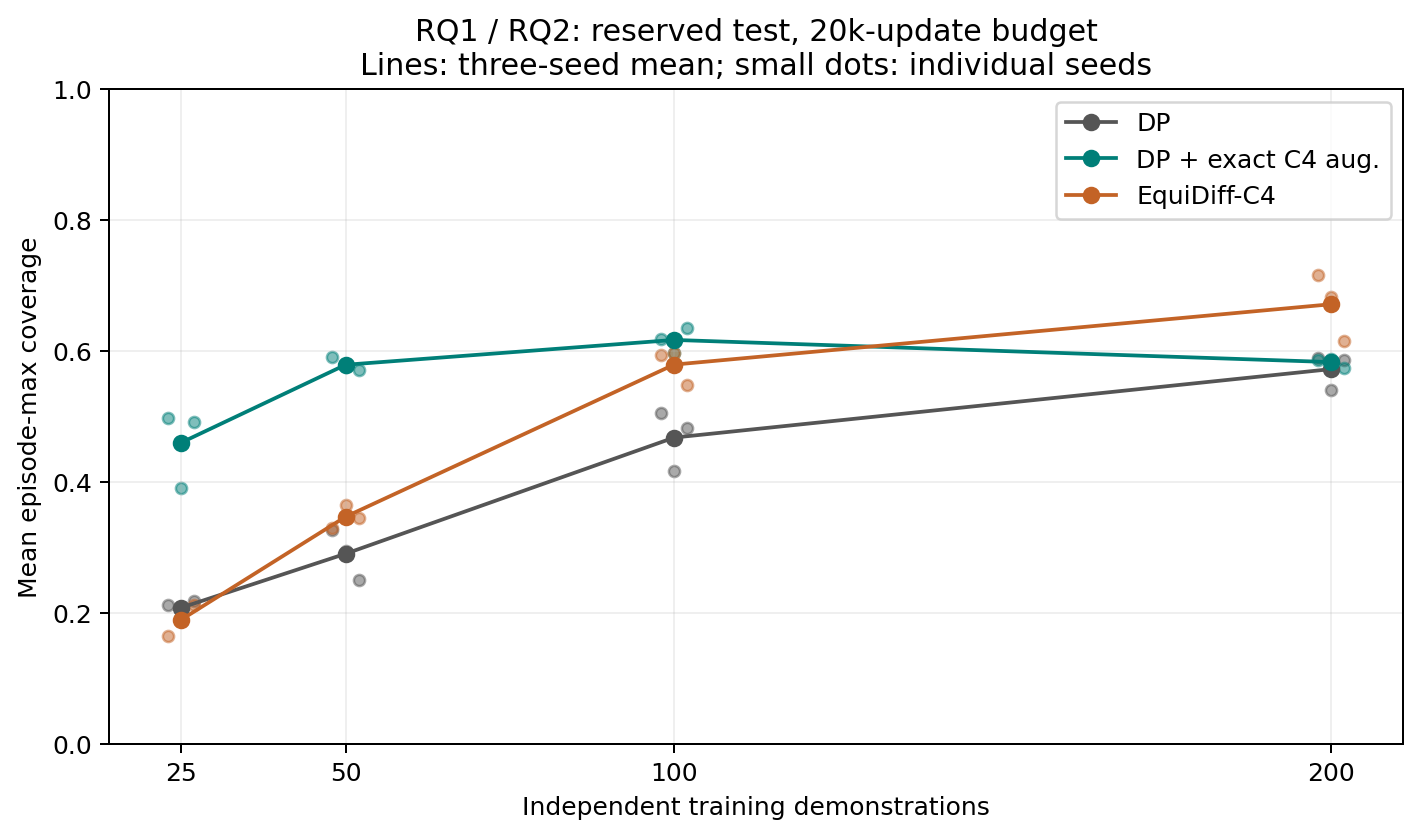 RQ1 / RQ2: reserved test, 20k-update budget
Lines: three-seed mean; small dots: individual seeds
DP
DP + exact C4 aug.
EquiDiff-C4
Mean episode-max coverage
1.0
0.8
0.6
0.4
0.2
0.0
25
50
100
200
Independent training demonstrations